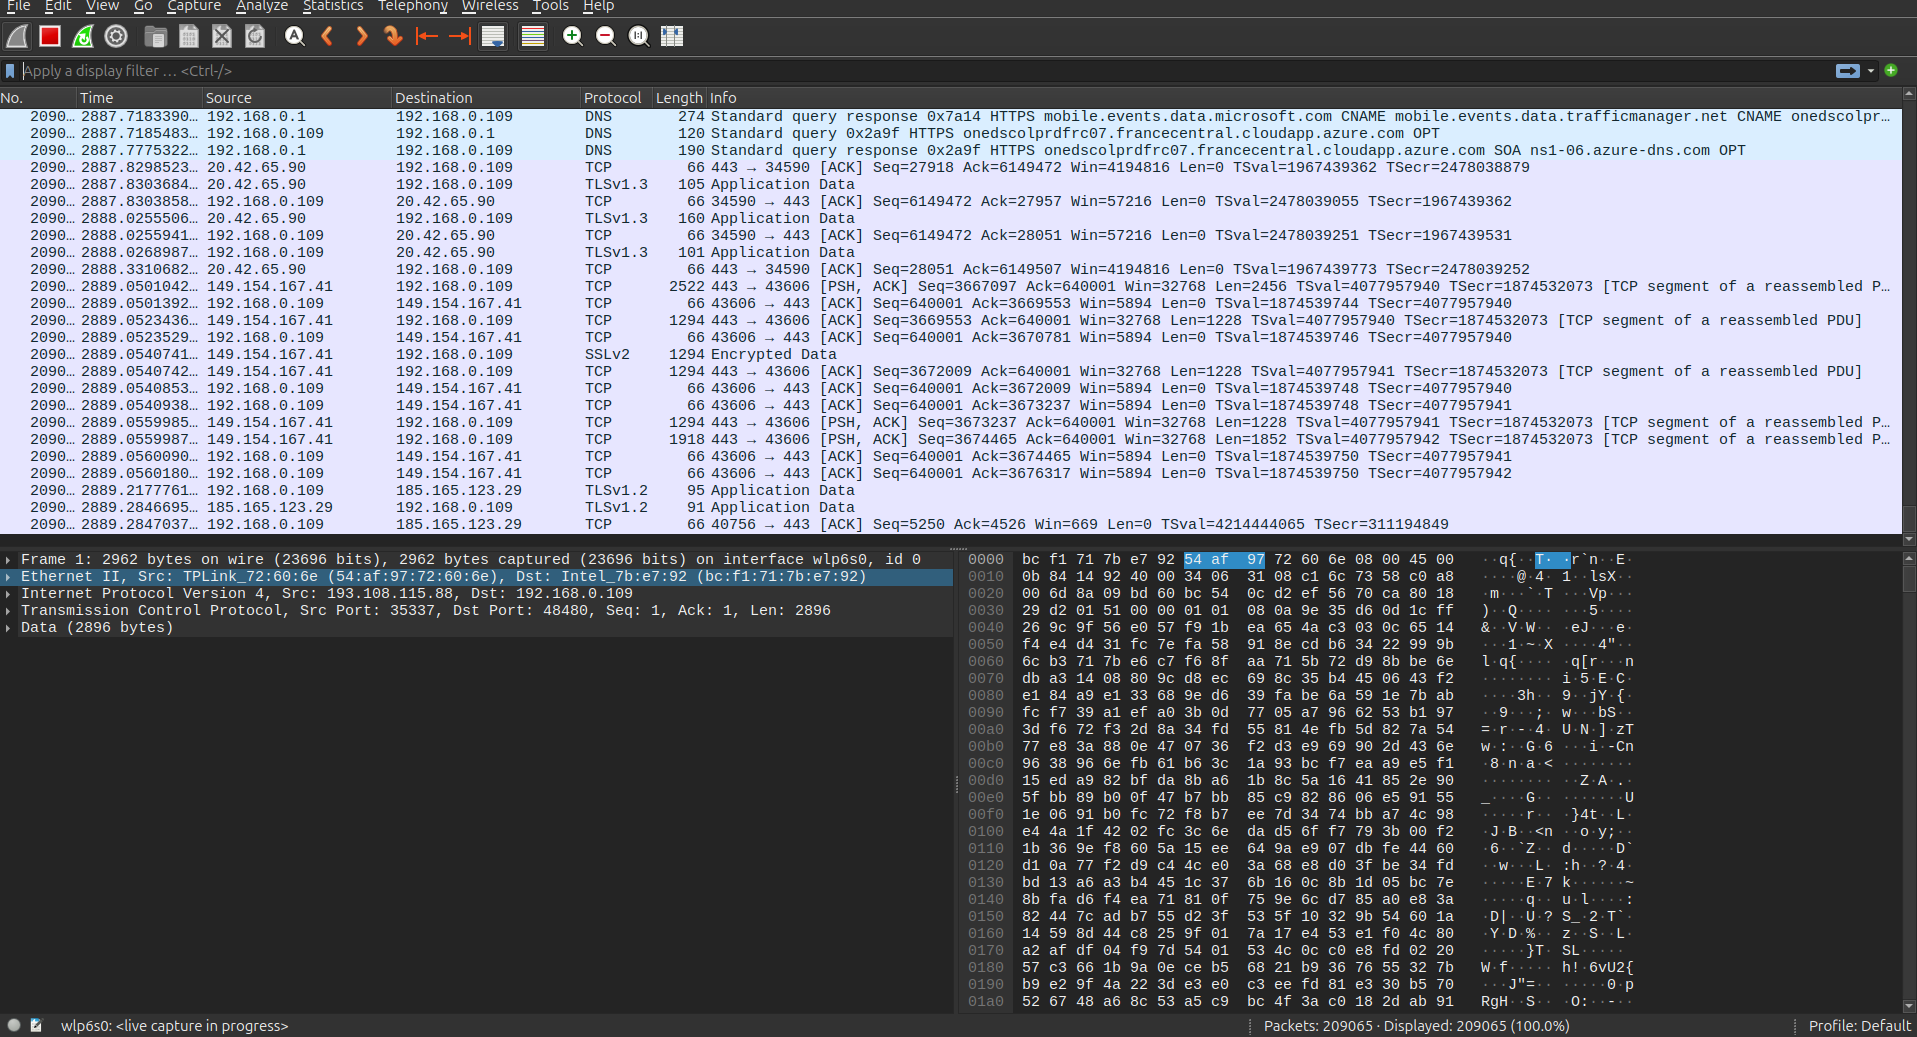 File Edit View Go Capture Analyze Statistics Telephony Wireless Tools Help
Apply a display filter … <Ctrl-/>
No. Time Source Destination Protocol Length Info
2090… 2887.7183390… 192.168.0.1 192.168.0.109 DNS 274 Standard query response 0x7a14 HTTPS mobile.events.data.microsoft.com CNAME mobile.events.data.trafficmanager.net CNAME onedscolpr…
2090… 2887.7185483… 192.168.0.109 192.168.0.1 DNS 120 Standard query 0x2a9f HTTPS onedscolprdfrc07.francecentral.cloudapp.azure.com OPT
2090… 2887.7775322… 192.168.0.1 192.168.0.109 DNS 190 Standard query response 0x2a9f HTTPS onedscolprdfrc07.francecentral.cloudapp.azure.com SOA ns1-06.azure-dns.com OPT
2090… 2887.8298523… 20.42.65.90 192.168.0.109 TCP 66 443 → 34590 [ACK] Seq=27918 Ack=6149472 Win=4194816 Len=0 TSval=1967439362 TSecr=2478038879
2090… 2887.8303684… 20.42.65.90 192.168.0.109 TLSv1.3 105 Application Data
2090… 2887.8303858… 192.168.0.109 20.42.65.90 TCP 66 34590 → 443 [ACK] Seq=6149472 Ack=27957 Win=57216 Len=0 TSval=2478039055 TSecr=1967439362
2090… 2888.0255506… 20.42.65.90 192.168.0.109 TLSv1.3 160 Application Data
2090… 2888.0255941… 192.168.0.109 20.42.65.90 TCP 66 34590 → 443 [ACK] Seq=6149472 Ack=28051 Win=57216 Len=0 TSval=2478039251 TSecr=1967439531
2090… 2888.0268987… 192.168.0.109 20.42.65.90 TLSv1.3 101 Application Data
2090… 2888.3310682… 20.42.65.90 192.168.0.109 TCP 66 443 → 34590 [ACK] Seq=28051 Ack=6149507 Win=4194816 Len=0 TSval=1967439773 TSecr=2478039252
2090… 2889.0501042… 149.154.167.41 192.168.0.109 TCP 2522 443 → 43606 [PSH, ACK] Seq=3667097 Ack=640001 Win=32768 Len=2456 TSval=4077957940 TSecr=1874532073 [TCP segment of a reassembled P…
2090… 2889.0501392… 192.168.0.109 149.154.167.41 TCP 66 43606 → 443 [ACK] Seq=640001 Ack=3669553 Win=5894 Len=0 TSval=1874539744 TSecr=4077957940
2090… 2889.0523436… 149.154.167.41 192.168.0.109 TCP 1294 443 → 43606 [ACK] Seq=3669553 Ack=640001 Win=32768 Len=1228 TSval=4077957940 TSecr=1874532073 [TCP segment of a reassembled PDU]
2090… 2889.0523529… 192.168.0.109 149.154.167.41 TCP 66 43606 → 443 [ACK] Seq=640001 Ack=3670781 Win=5894 Len=0 TSval=1874539746 TSecr=4077957940
2090… 2889.0540741… 149.154.167.41 192.168.0.109 SSLv2 1294 Encrypted Data
2090… 2889.0540742… 149.154.167.41 192.168.0.109 TCP 1294 443 → 43606 [ACK] Seq=3672009 Ack=640001 Win=32768 Len=1228 TSval=4077957941 TSecr=1874532073 [TCP segment of a reassembled PDU]
2090… 2889.0540853… 192.168.0.109 149.154.167.41 TCP 66 43606 → 443 [ACK] Seq=640001 Ack=3672009 Win=5894 Len=0 TSval=1874539748 TSecr=4077957940
2090… 2889.0540938… 192.168.0.109 149.154.167.41 TCP 66 43606 → 443 [ACK] Seq=640001 Ack=3673237 Win=5894 Len=0 TSval=1874539748 TSecr=4077957941
2090… 2889.0559985… 149.154.167.41 192.168.0.109 TCP 1294 443 → 43606 [PSH, ACK] Seq=3673237 Ack=640001 Win=32768 Len=1228 TSval=4077957941 TSecr=1874532073 [TCP segment of a reassembled P…
2090… 2889.0559987… 149.154.167.41 192.168.0.109 TCP 1918 443 → 43606 [PSH, ACK] Seq=3674465 Ack=640001 Win=32768 Len=1852 TSval=4077957942 TSecr=1874532073 [TCP segment of a reassembled P…
2090… 2889.0560090… 192.168.0.109 149.154.167.41 TCP 66 43606 → 443 [ACK] Seq=640001 Ack=3674465 Win=5894 Len=0 TSval=1874539750 TSecr=4077957941
2090… 2889.0560180… 192.168.0.109 149.154.167.41 TCP 66 43606 → 443 [ACK] Seq=640001 Ack=3676317 Win=5894 Len=0 TSval=1874539750 TSecr=4077957942
2090… 2889.2177761… 192.168.0.109 185.165.123.29 TLSv1.2 95 Application Data
2090… 2889.2846695… 185.165.123.29 192.168.0.109 TLSv1.2 91 Application Data
2090… 2889.2847037… 192.168.0.109 185.165.123.29 TCP 66 40756 → 443 [ACK] Seq=5250 Ack=4526 Win=669 Len=0 TSval=4214444065 TSecr=311194849
Frame 1: 2962 bytes on wire (23696 bits), 2962 bytes captured (23696 bits) on interface wlp6s0, id 0
Ethernet II, Src: TPLink_72:60:6e (54:af:97:72:60:6e), Dst: Intel_7b:e7:92 (bc:f1:71:7b:e7:92)
Internet Protocol Version 4, Src: 193.108.115.88, Dst: 192.168.0.109
Transmission Control Protocol, Src Port: 35337, Dst Port: 48480, Seq: 1, Ack: 1, Len: 2896
Data (2896 bytes)
0000 bc f1 71 7b e7 92 54 af 97 72 60 6e 08 00 45 00 ··q{··T· ·r`n··E·
0010 0b 84 14 92 40 00 34 06 31 08 c1 6c 73 58 c0 a8 ····@·4· 1··lsX··
0020 00 6d 8a 09 bd 60 bc 54 0c d2 ef 56 70 ca 80 18 ·m···`·T ···Vp···
0030 29 d2 01 51 00 00 01 01 08 0a 9e 35 d6 0d 1c ff )··Q···· ···5····
0040 26 9c 9f 56 e0 57 f9 1b ea 65 4a c3 03 0c 65 14 &··V·W·· ·eJ···e·
0050 f4 e4 d4 31 fc 7e fa 58 91 8e cd b6 34 22 99 9b ···1·~·X ····4"··
0060 6c b3 71 7b e6 c7 f6 8f aa 71 5b 72 d9 8b be 6e l·q{···· ·q[r···n
0070 db a3 14 08 80 9c d8 ec 69 8c 35 b4 45 06 43 f2 ········ i·5·E·C·
0080 e1 84 a9 e1 33 68 9e d6 39 fa be 6a 59 1e 7b ab ····3h·· 9··jY·{·
0090 fc f7 39 a1 ef a0 3b 0d 77 05 a7 96 62 53 b1 97 ··9···;· w···bS··
00a0 3d f6 72 f3 2d 8a 34 fd 55 81 4e fb 5d 82 7a 54 =·r·-·4· U·N·]·zT
00b0 77 e8 3a 88 0e 47 07 36 f2 d3 e9 69 90 2d 43 6e w·:··G·6 ···i·-Cn
00c0 96 38 96 6e fb 61 b6 3c 1a 93 bc f7 ea a9 e5 f1 ·8·n·a·< ········
00d0 15 ed a9 82 bf da 8b a6 1b 8c 5a 16 41 85 2e 90 ········ ··Z·A·.·
00e0 5f bb 89 b0 0f 47 b7 bb 85 c9 82 86 06 e5 91 55 _····G·· ·······U
00f0 1e 06 91 b0 fc 72 f8 b7 ee 7d 34 74 bb a7 4c 98 ·····r·· ·}4t··L·
0100 e4 4a 1f 42 02 fc 3c 6e da d5 6f f7 79 3b 00 f2 ·J·B··<n ··o·y;··
0110 1b 36 9e f8 60 5a 15 ee 64 9a e9 07 db fe 44 60 ·6··`Z·· d·····D`
0120 d1 0a 77 f2 d9 c4 4c e0 3a 68 e8 d0 3f be 34 fd ··w···L· :h··?·4·
0130 bd 13 a6 a3 b4 45 1c 37 6b 16 0c 8b 1d 05 bc 7e ·····E·7 k······~
0140 8b fa d6 f4 ea 71 81 0f 75 9e 6c d7 85 a0 e8 3a ·····q·· u·l····:
0150 82 44 7c ad b7 55 d2 3f 53 5f 10 32 9b 54 60 1a ·D|··U·? S_·2·T`·
0160 14 59 8d 44 c8 25 9f 01 7a 17 e4 53 e1 f0 4c 80 ·Y·D·%·· z··S··L·
0170 a2 af df 04 f9 7d 54 01 53 4c 0c c0 e8 fd 02 20 ·····}T· SL·····
0180 57 c3 66 1b 9a 0e ce b5 68 21 b9 36 76 55 32 7b W·f····· h!·6vU2{
0190 b9 e2 9f 4a 22 3d e3 e0 c3 ee fd 81 e3 30 b5 70 ···J"=·· ·····0·p
01a0 52 67 48 a6 8c 53 a5 c9 bc 4f 3a c0 18 2d ab 91 RgH··S·· ·O:··-··
wlp6s0: <live capture in progress>
Packets: 209065 · Displayed: 209065 (100.0%)
Profile: Default